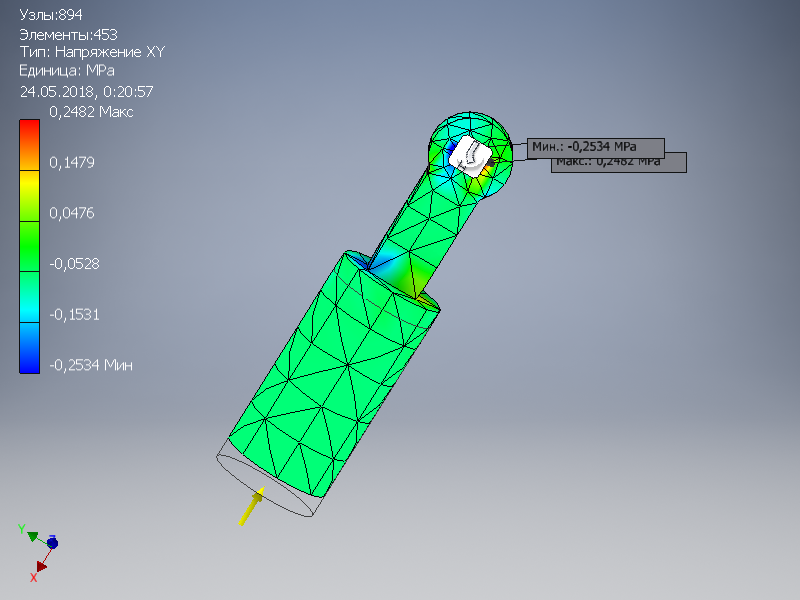 Узлы:894
Элементы:453
Тип: Напряжение XY
Единица: MPa
24.05.2018, 0:20:57
0,2482 Макс
0,1479
0,0476
-0,0528
-0,1531
-0,2534 Мин
Мин.: -0,2534 MPa
Макс.: 0,2482 MPa
Y
Z
X